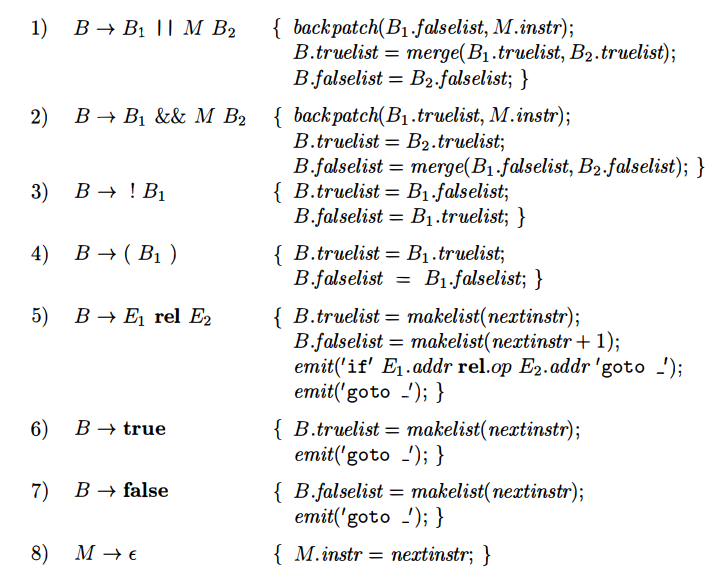 1) B → B₁ || M B₂ { backpatch(B₁.falselist, M.instr);
B.truelist = merge(B₁.truelist, B₂.truelist);
B.falselist = B₂.falselist; }
2) B → B₁ && M B₂ { backpatch(B₁.truelist, M.instr);
B.truelist = B₂.truelist;
B.falselist = merge(B₁.falselist, B₂.falselist); }
3) B → ! B₁ { B.truelist = B₁.falselist;
B.falselist = B₁.truelist; }
4) B → ( B₁ ) { B.truelist = B₁.truelist;
B.falselist = B₁.falselist; }
5) B → E₁ rel E₂ { B.truelist = makelist(nextinstr);
B.falselist = makelist(nextinstr + 1);
emit('if' E₁.addr rel.op E₂.addr 'goto _');
emit('goto _'); }
6) B → true { B.truelist = makelist(nextinstr);
emit('goto _'); }
7) B → false { B.falselist = makelist(nextinstr);
emit('goto _'); }
8) M → ϵ { M.instr = nextinstr; }